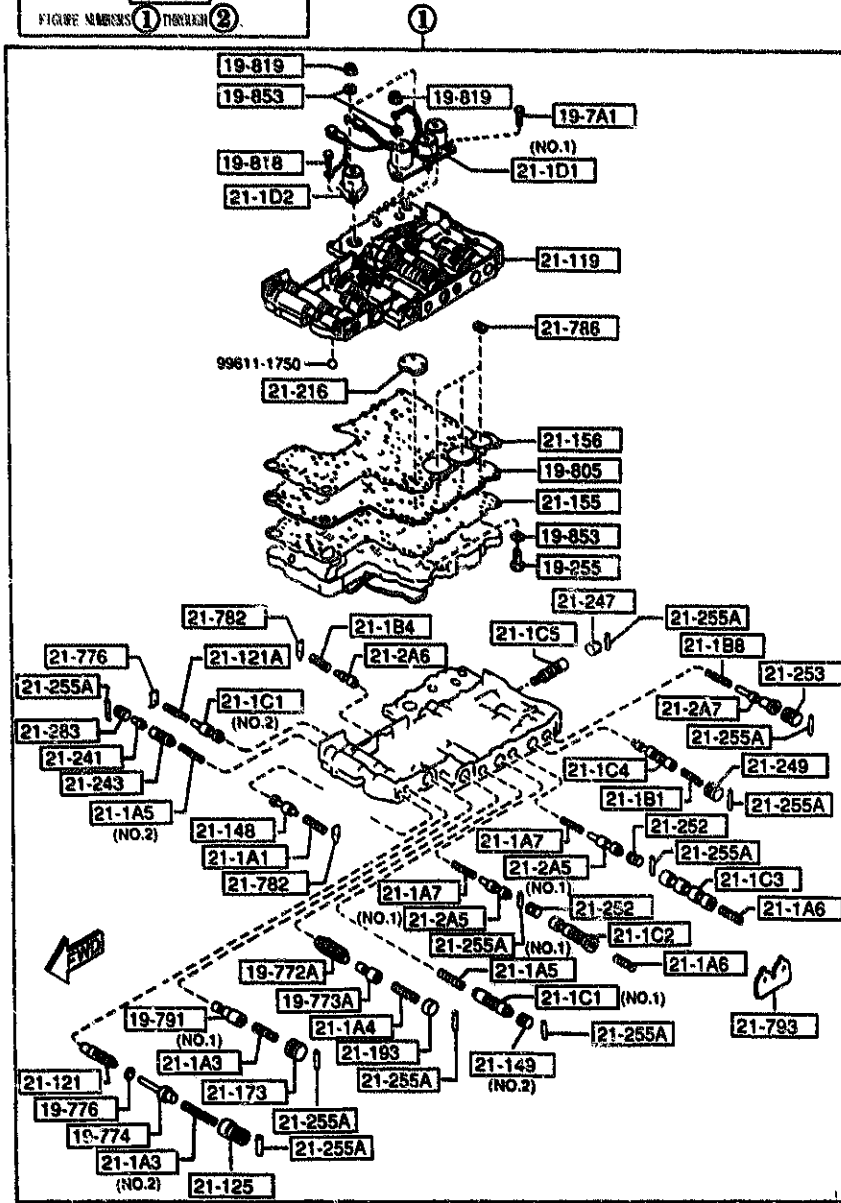 FIGURE NUMBERS 1 THROUGH 2.
1
19-819
19-853
19-819
19-7A1
(NO.1)
21-1D1
19-818
21-1D2
21-119
21-786
99611-1750
21-216
21-156
19-805
21-155
19-853
19-255
21-247
21-255A
21-782
21-1B4
21-1C5
21-1B8
21-776
21-121A
21-2A6
21-253
21-255A
21-1C1
(NO.2)
21-2A7
21-283
21-255A
21-241
21-243
21-1C4
21-249
21-1A5
(NO.2)
21-1B1
21-255A
21-148
21-1A7
21-252
21-1A1
21-2A5
(NO.1)
21-255A
21-782
21-1A7
21-1C3
(NO.1)
21-2A5
21-252
21-1A6
21-255A
(NO.1)
21-1C2
FWD
19-772A
21-1A5
21-1A6
19-773A
21-1C1 (NO.1)
19-791
(NO.1)
21-1A4
21-255A
21-793
21-1A3
21-193
21-149
(NO.2)
21-121
21-173
21-255A
19-776
21-255A
19-774
21-255A
21-1A3
(NO.2)
21-125